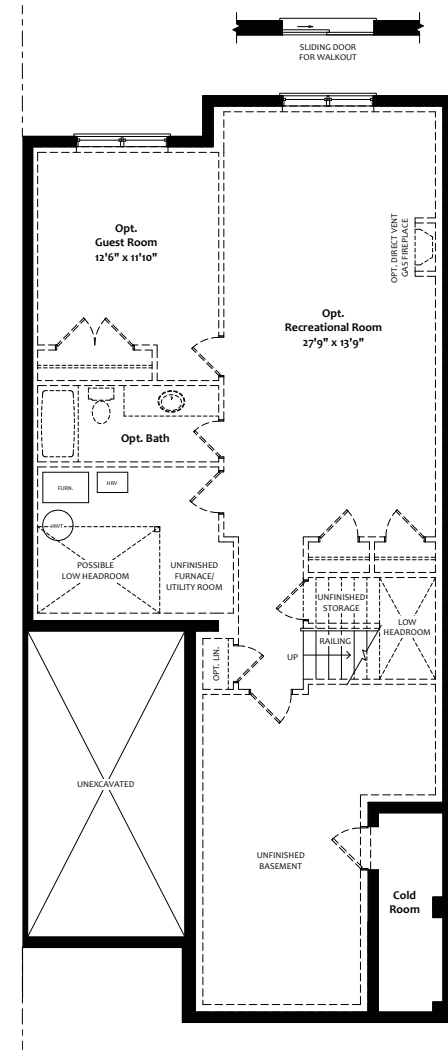 SLIDING DOOR
FOR WALKOUT
Opt.
Guest Room
12'6" x 11'10"
OPT. DIRECT VENT
GAS FIREPLACE
Opt.
Recreational Room
27'9" x 13'9"
Opt. Bath
FURN.
HRV
HWT
POSSIBLE
LOW HEADROOM
UNFINISHED
FURNACE/
UTILITY ROOM
UNFINISHED
STORAGE
LOW
HEADROOM
RAILING
UP
OPT. LIN.
UNEXCAVATED
UNFINISHED
BASEMENT
Cold
Room